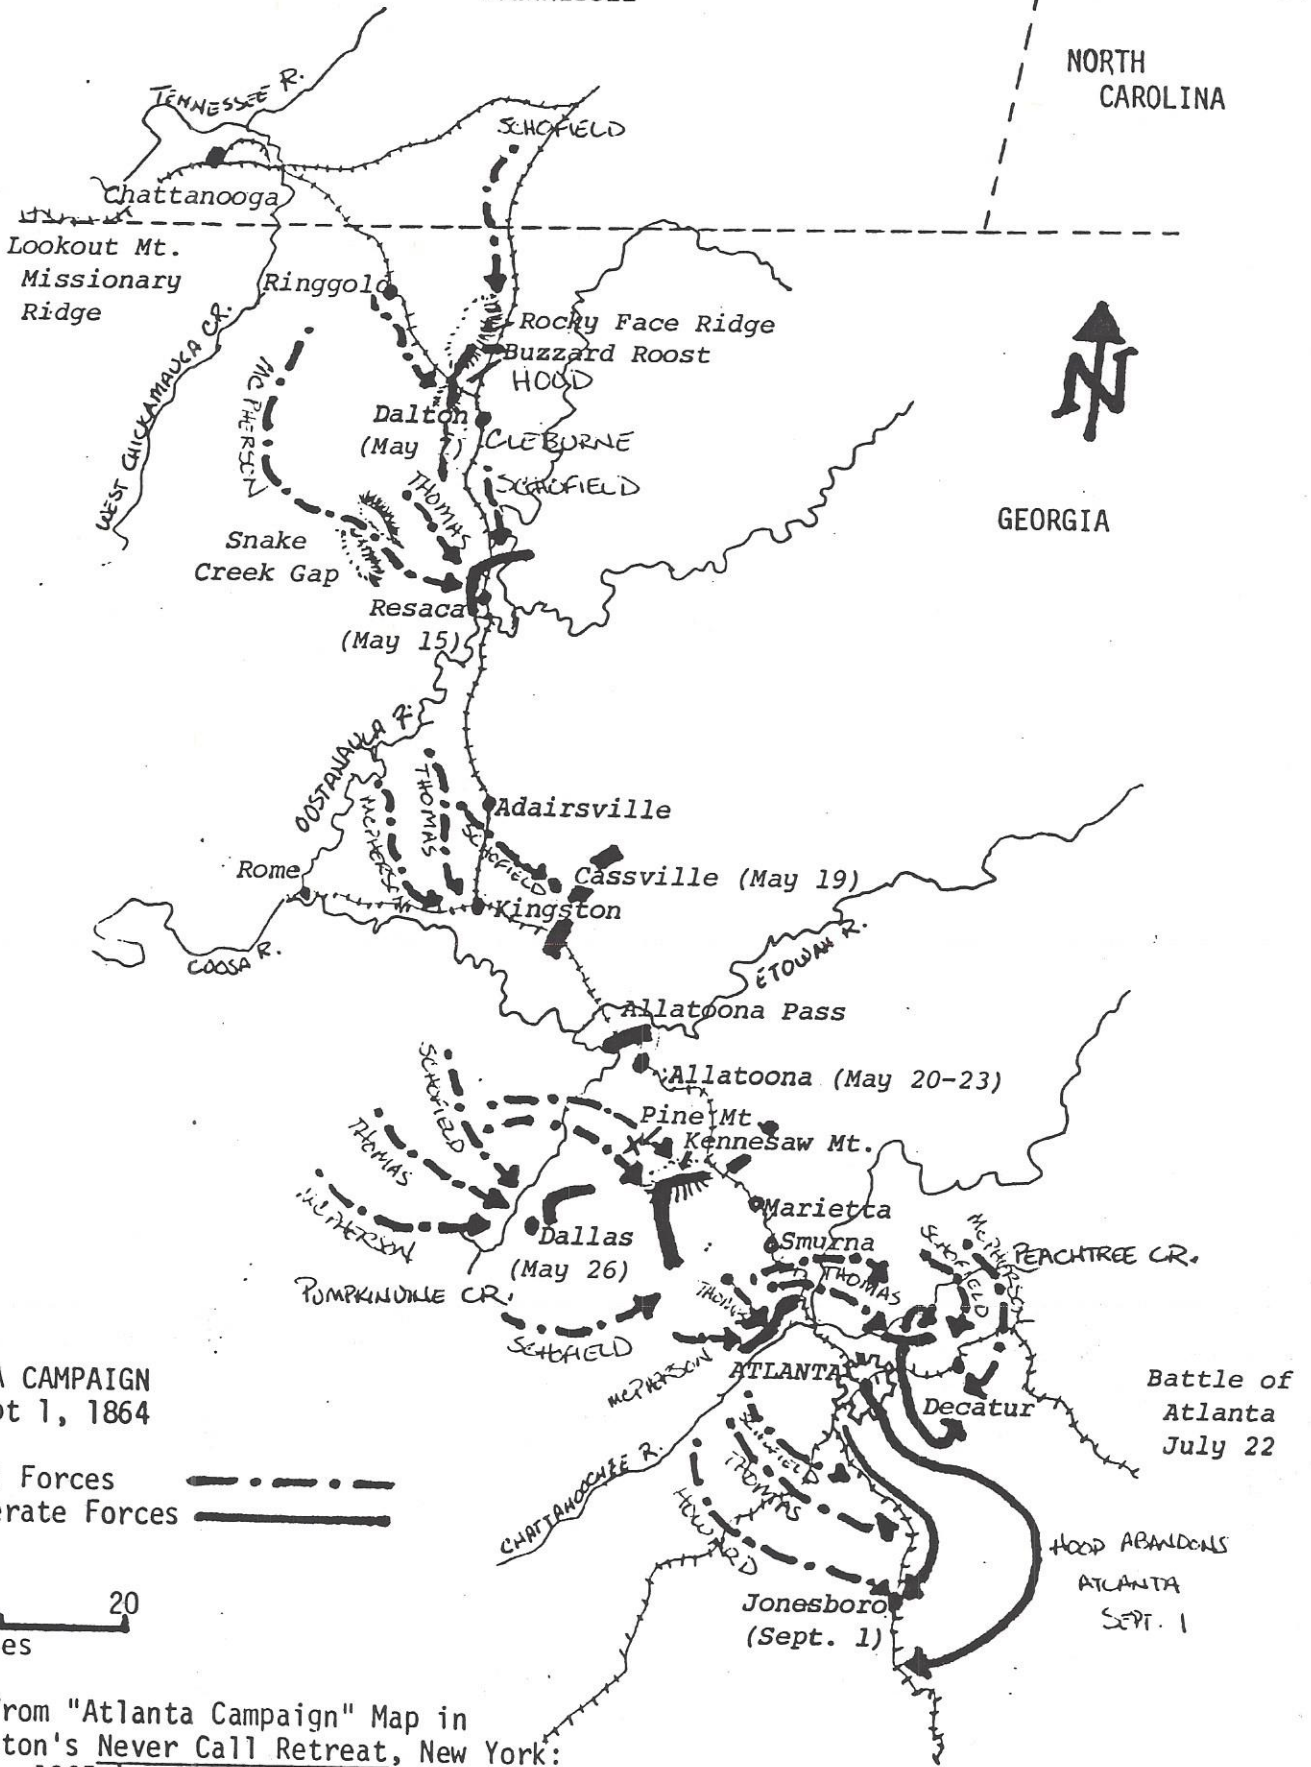 NORTH
CAROLINA
TENNESSEE R.
SCHOFIELD
Chattanooga
Lookout Mt.
Missionary
Ridge
Ringgold
Rocky Face Ridge
Buzzard Roost
HOOD
WEST CHICKAMAUGA CR.
MCPHERSON
Dalton
(May 7)
CLEBURNE
SCHOFIELD
THOMAS
N
GEORGIA
Snake
Creek Gap
Resaca
(May 15)
OOSTANAULA R.
MCPHERSON
THOMAS
SCHOFIELD
Adairsville
Rome
Cassville (May 19)
Kingston
COOSA R.
ETOWAH R.
Allatoona Pass
Allatoona (May 20-23)
SCHOFIELD
THOMAS
MCPHERSON
Pine Mt.
Kennesaw Mt.
Marietta
Smurna
Dallas
(May 26)
PUMPKINVILLE CR.
SCHOFIELD
THOMAS
MCPHERSON
THOMAS
SCHOFIELD
MCPHERSON
PEACHTREE CR.
ATLANTA
Decatur
Battle of
Atlanta
July 22
A CAMPAIGN
pt 1, 1864
Forces
erate Forces
CHATTAHOOCHEE R.
SCHOFIELD
THOMAS
HOWARD
Jonesboro
(Sept. 1)
HOOD ABANDONS
ATLANTA
SEPT. 1
20
es
rom "Atlanta Campaign" Map in
ton's Never Call Retreat, New York: